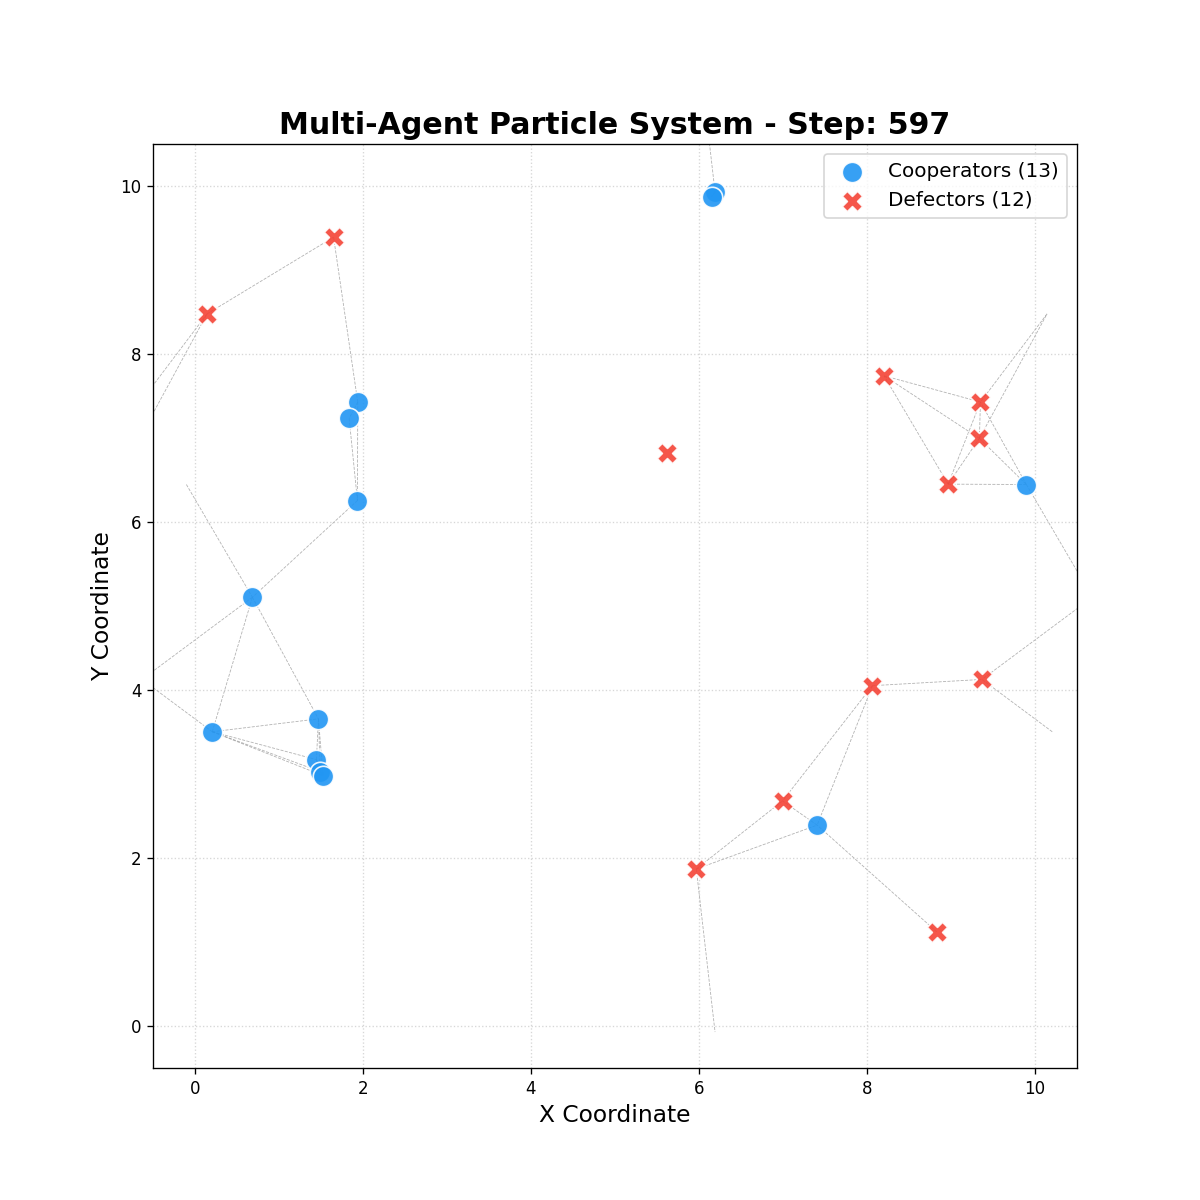 Multi-Agent Particle System - Step: 597
Cooperators (13)
Defectors (12)
10
8
6
4
2
0
Y Coordinate
0 2 4 6 8 10
X Coordinate